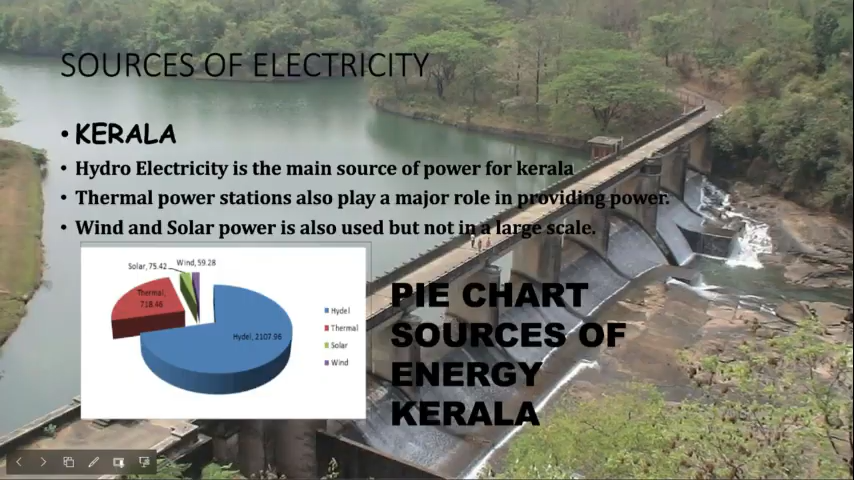 SOURCES OF ELECTRICITY
• KERALA
• Hydro Electricity is the main source of power for kerala
• Thermal power stations also play a major role in providing power.
• Wind and Solar power is also used but not in a large scale.
Solar, 75.42
Wind, 59.28
Thermal,
718.46
Hydel, 2107.96
Hydel
Thermal
Solar
Wind
PIE CHART
SOURCES OF
ENERGY
KERALA